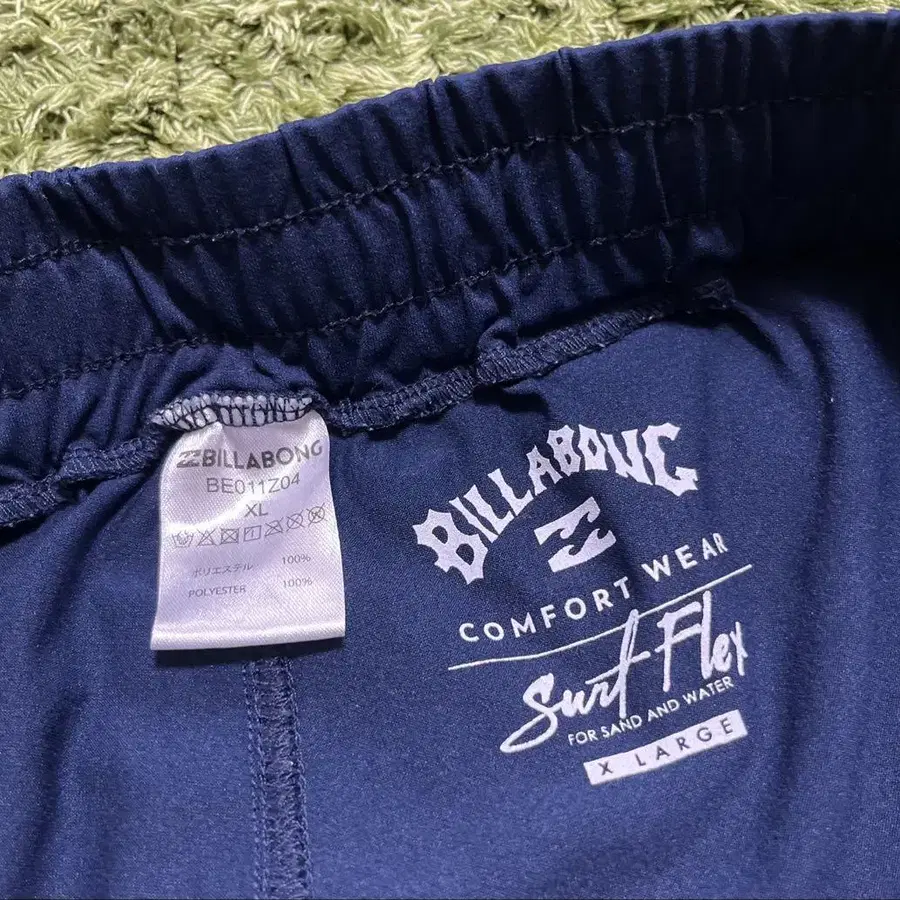 BILLABONG
BE011Z04
XL
ポリエステル 100%
POLYESTER 100%
BILLABONG
COMFORT WEAR
Surf Flex
FOR SAND AND WATER
X LARGE